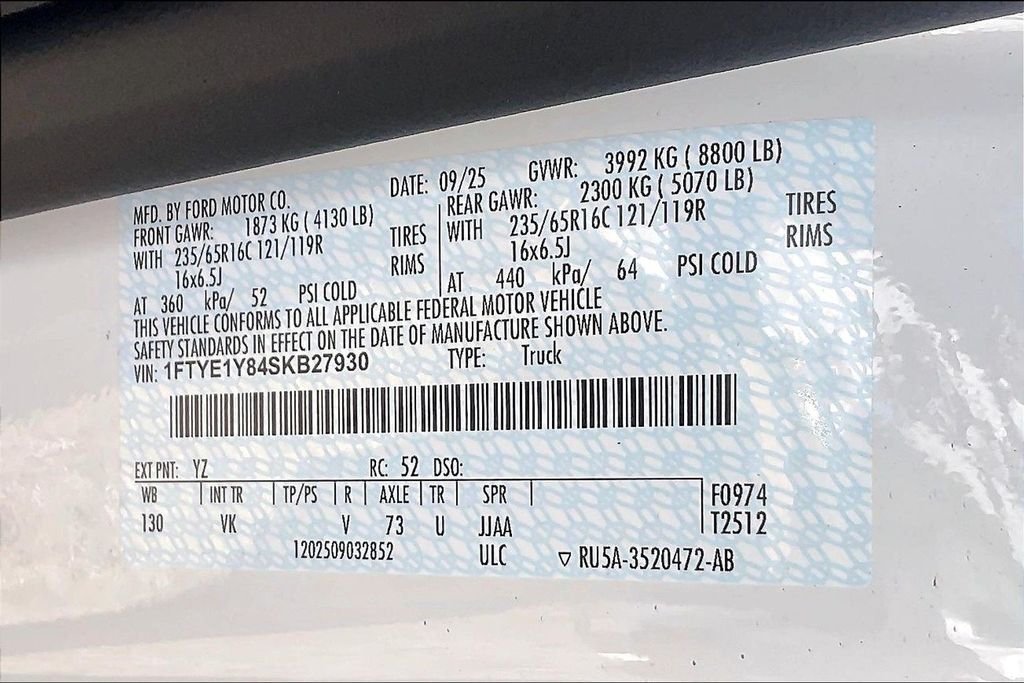 MFD. BY FORD MOTOR CO. DATE: 09/25 GVWR: 3992 KG ( 8800 LB)
FRONT GAWR: 1873 KG ( 4130 LB) REAR GAWR: 2300 KG ( 5070 LB)
WITH 235/65R16C 121/119R TIRES WITH 235/65R16C 121/119R TIRES
16x6.5J RIMS 16x6.5J RIMS
AT 360 kPa/ 52 PSI COLD AT 440 kPa/ 64 PSI COLD
THIS VEHICLE CONFORMS TO ALL APPLICABLE FEDERAL MOTOR VEHICLE
SAFETY STANDARDS IN EFFECT ON THE DATE OF MANUFACTURE SHOWN ABOVE.
VIN: 1FTYE1Y84SKB27930 TYPE: Truck
EXT PNT: YZ RC: 52 DSO:
WB INT TR TP/PS R AXLE TR SPR F0974
130 VK V 73 U JJAA T2512
1202509032852 ULC ▽ RU5A-3520472-AB